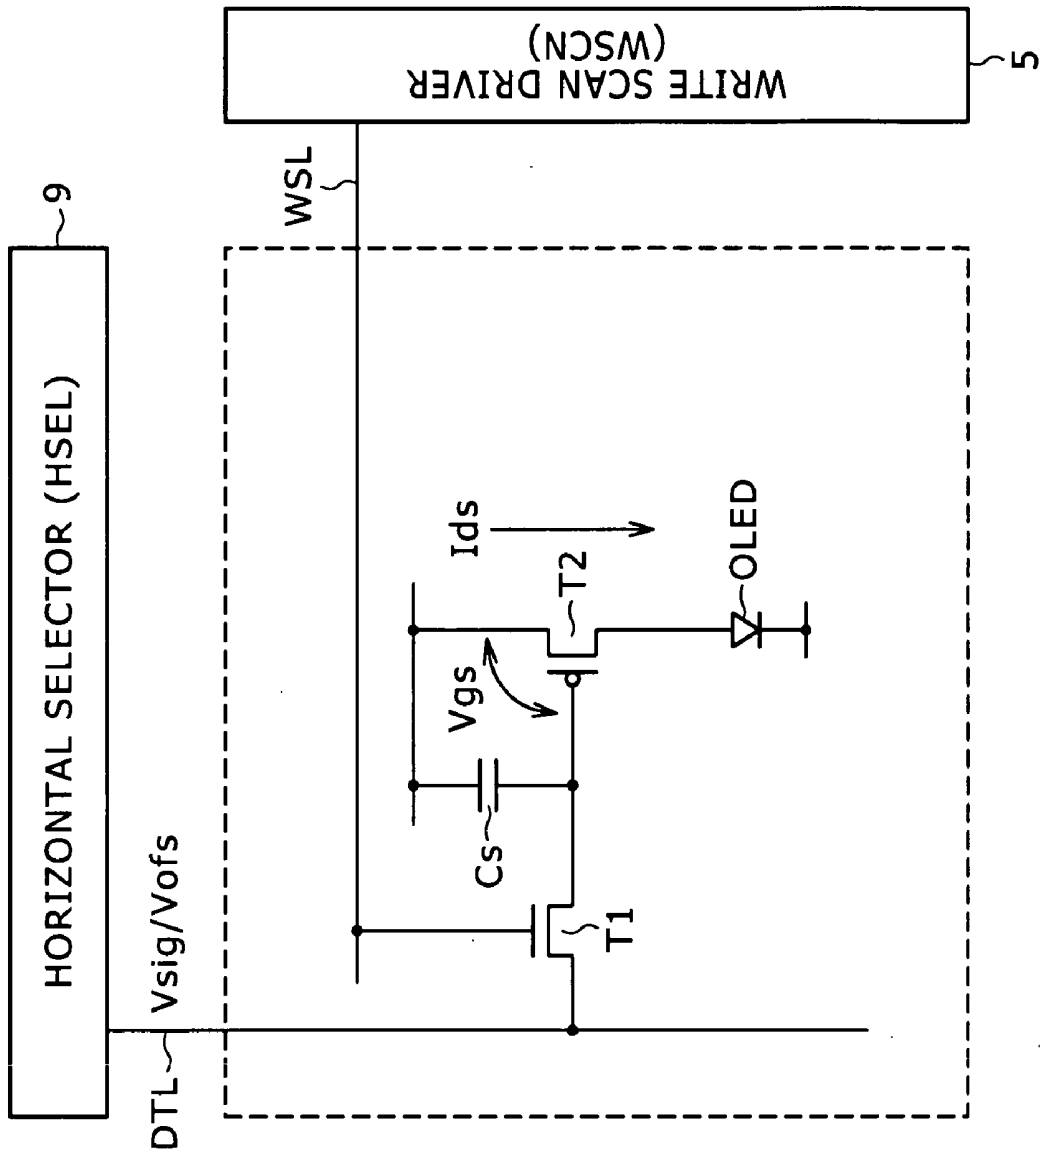 HORIZONTAL SELECTOR (HSEL)
9
DTL
Vsig/Vofs
WSL
WRITE SCAN DRIVER
(WSCN)
5
Cs
Vgs
Ids
T1
T2
OLED